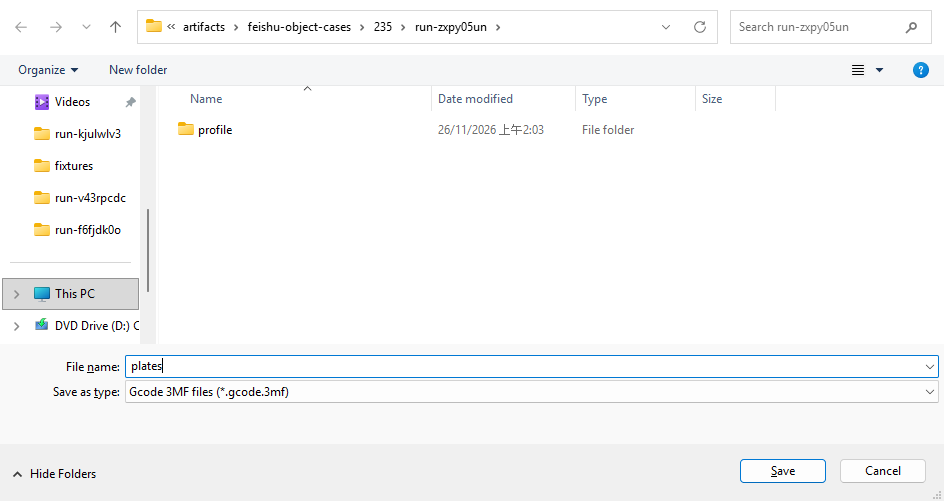 artifacts > feishu-object-cases > 235 > run-zxpy05un >
Search run-zxpy05un
Organize
New folder
Name
Date modified
Type
Size
Videos
run-kjulwlv3
fixtures
run-v43rpcdc
run-f6fjdk0o
This PC
DVD Drive (D:) C
profile
26/11/2026 上午2:03
File folder
File name: plates
Save as type: Gcode 3MF files (*.gcode.3mf)
Hide Folders
Save
Cancel